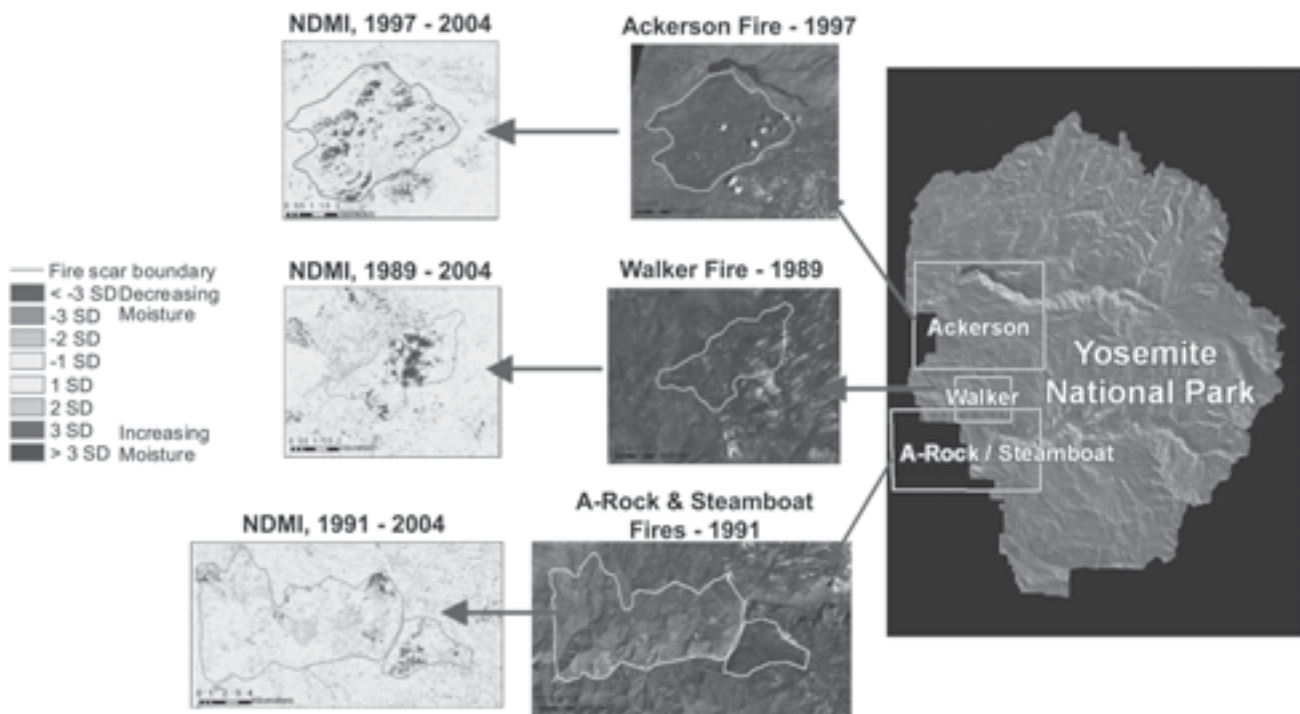 NDMI, 1997 - 2004
Ackerson Fire - 1997
NDMI, 1989 - 2004
Walker Fire - 1989
Fire scar boundary
< -3 SD Decreasing
-3 SD Moisture
-2 SD
-1 SD
1 SD
2 SD
3 SD Increasing
> 3 SD Moisture
Ackerson
Yosemite
National Park
Walker
A-Rock / Steamboat
A-Rock & Steamboat
Fires - 1991
NDMI, 1991 - 2004